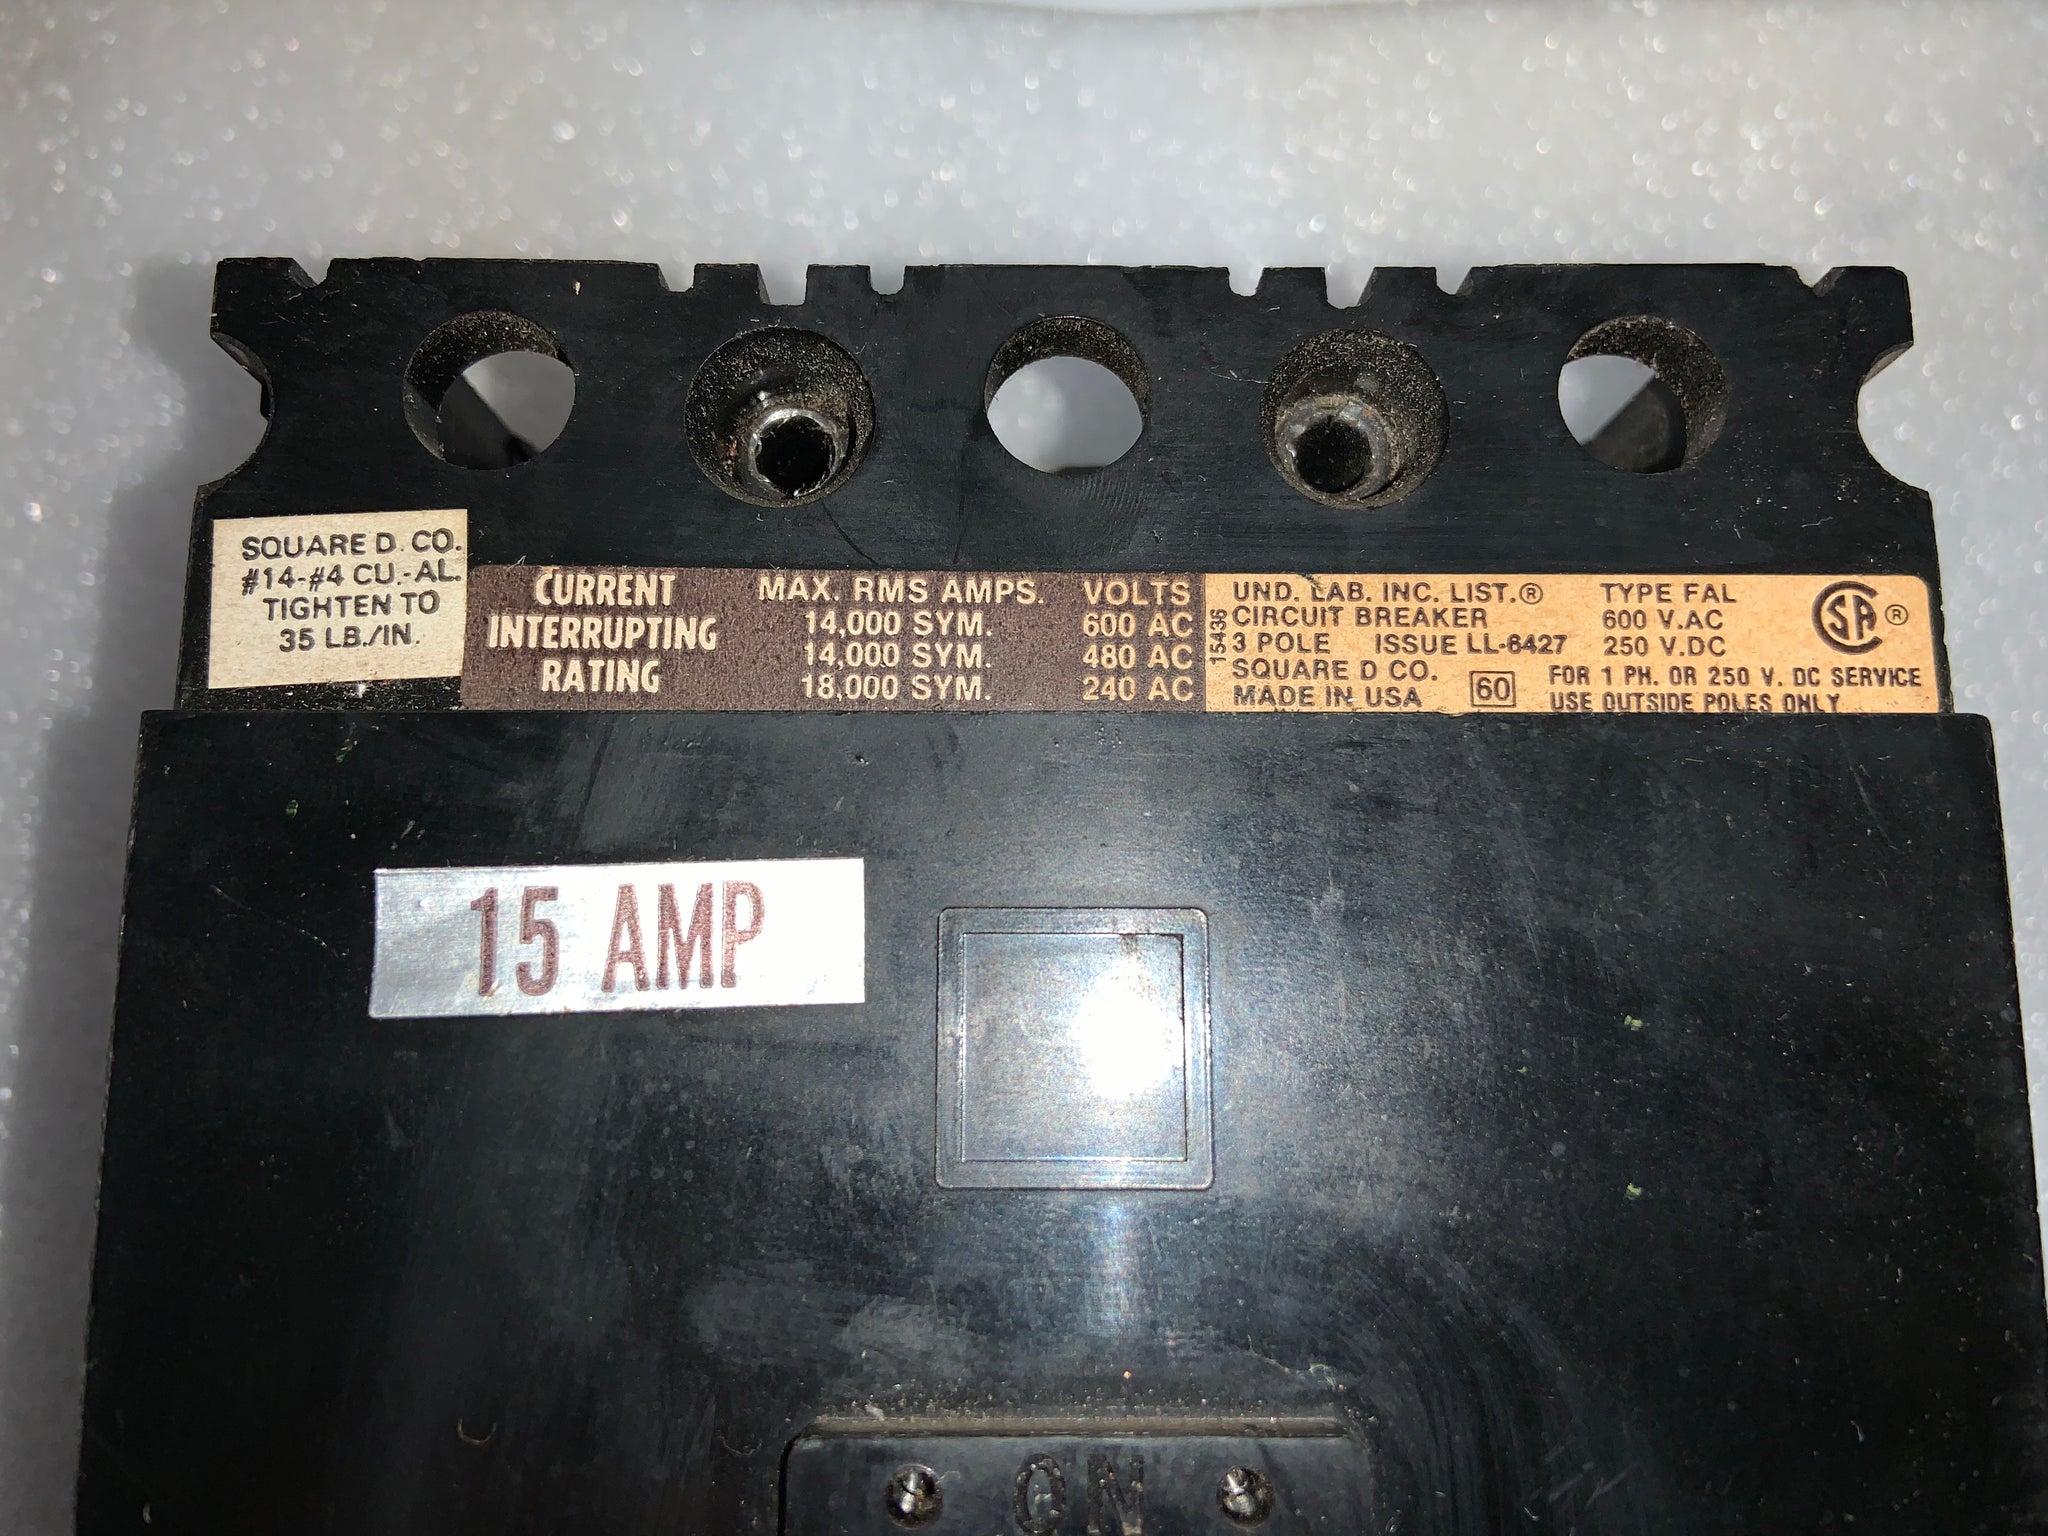 SQUARE D. CO.
#14-#4 CU.-AL.
TIGHTEN TO
35 LB./IN.
CURRENT
INTERRUPTING
RATING
MAX. RMS AMPS. VOLTS
14,000 SYM. 600 AC
14,000 SYM. 480 AC
18,000 SYM. 240 AC
15436
UND. LAB. INC. LIST.®
CIRCUIT BREAKER
3 POLE ISSUE LL-6427
SQUARE D CO.
MADE IN USA
60
TYPE FAL
600 V.AC
250 V.DC
CSA ®
FOR 1 PH. OR 250 V. DC SERVICE
USE OUTSIDE POLES ONLY
15 AMP
ON